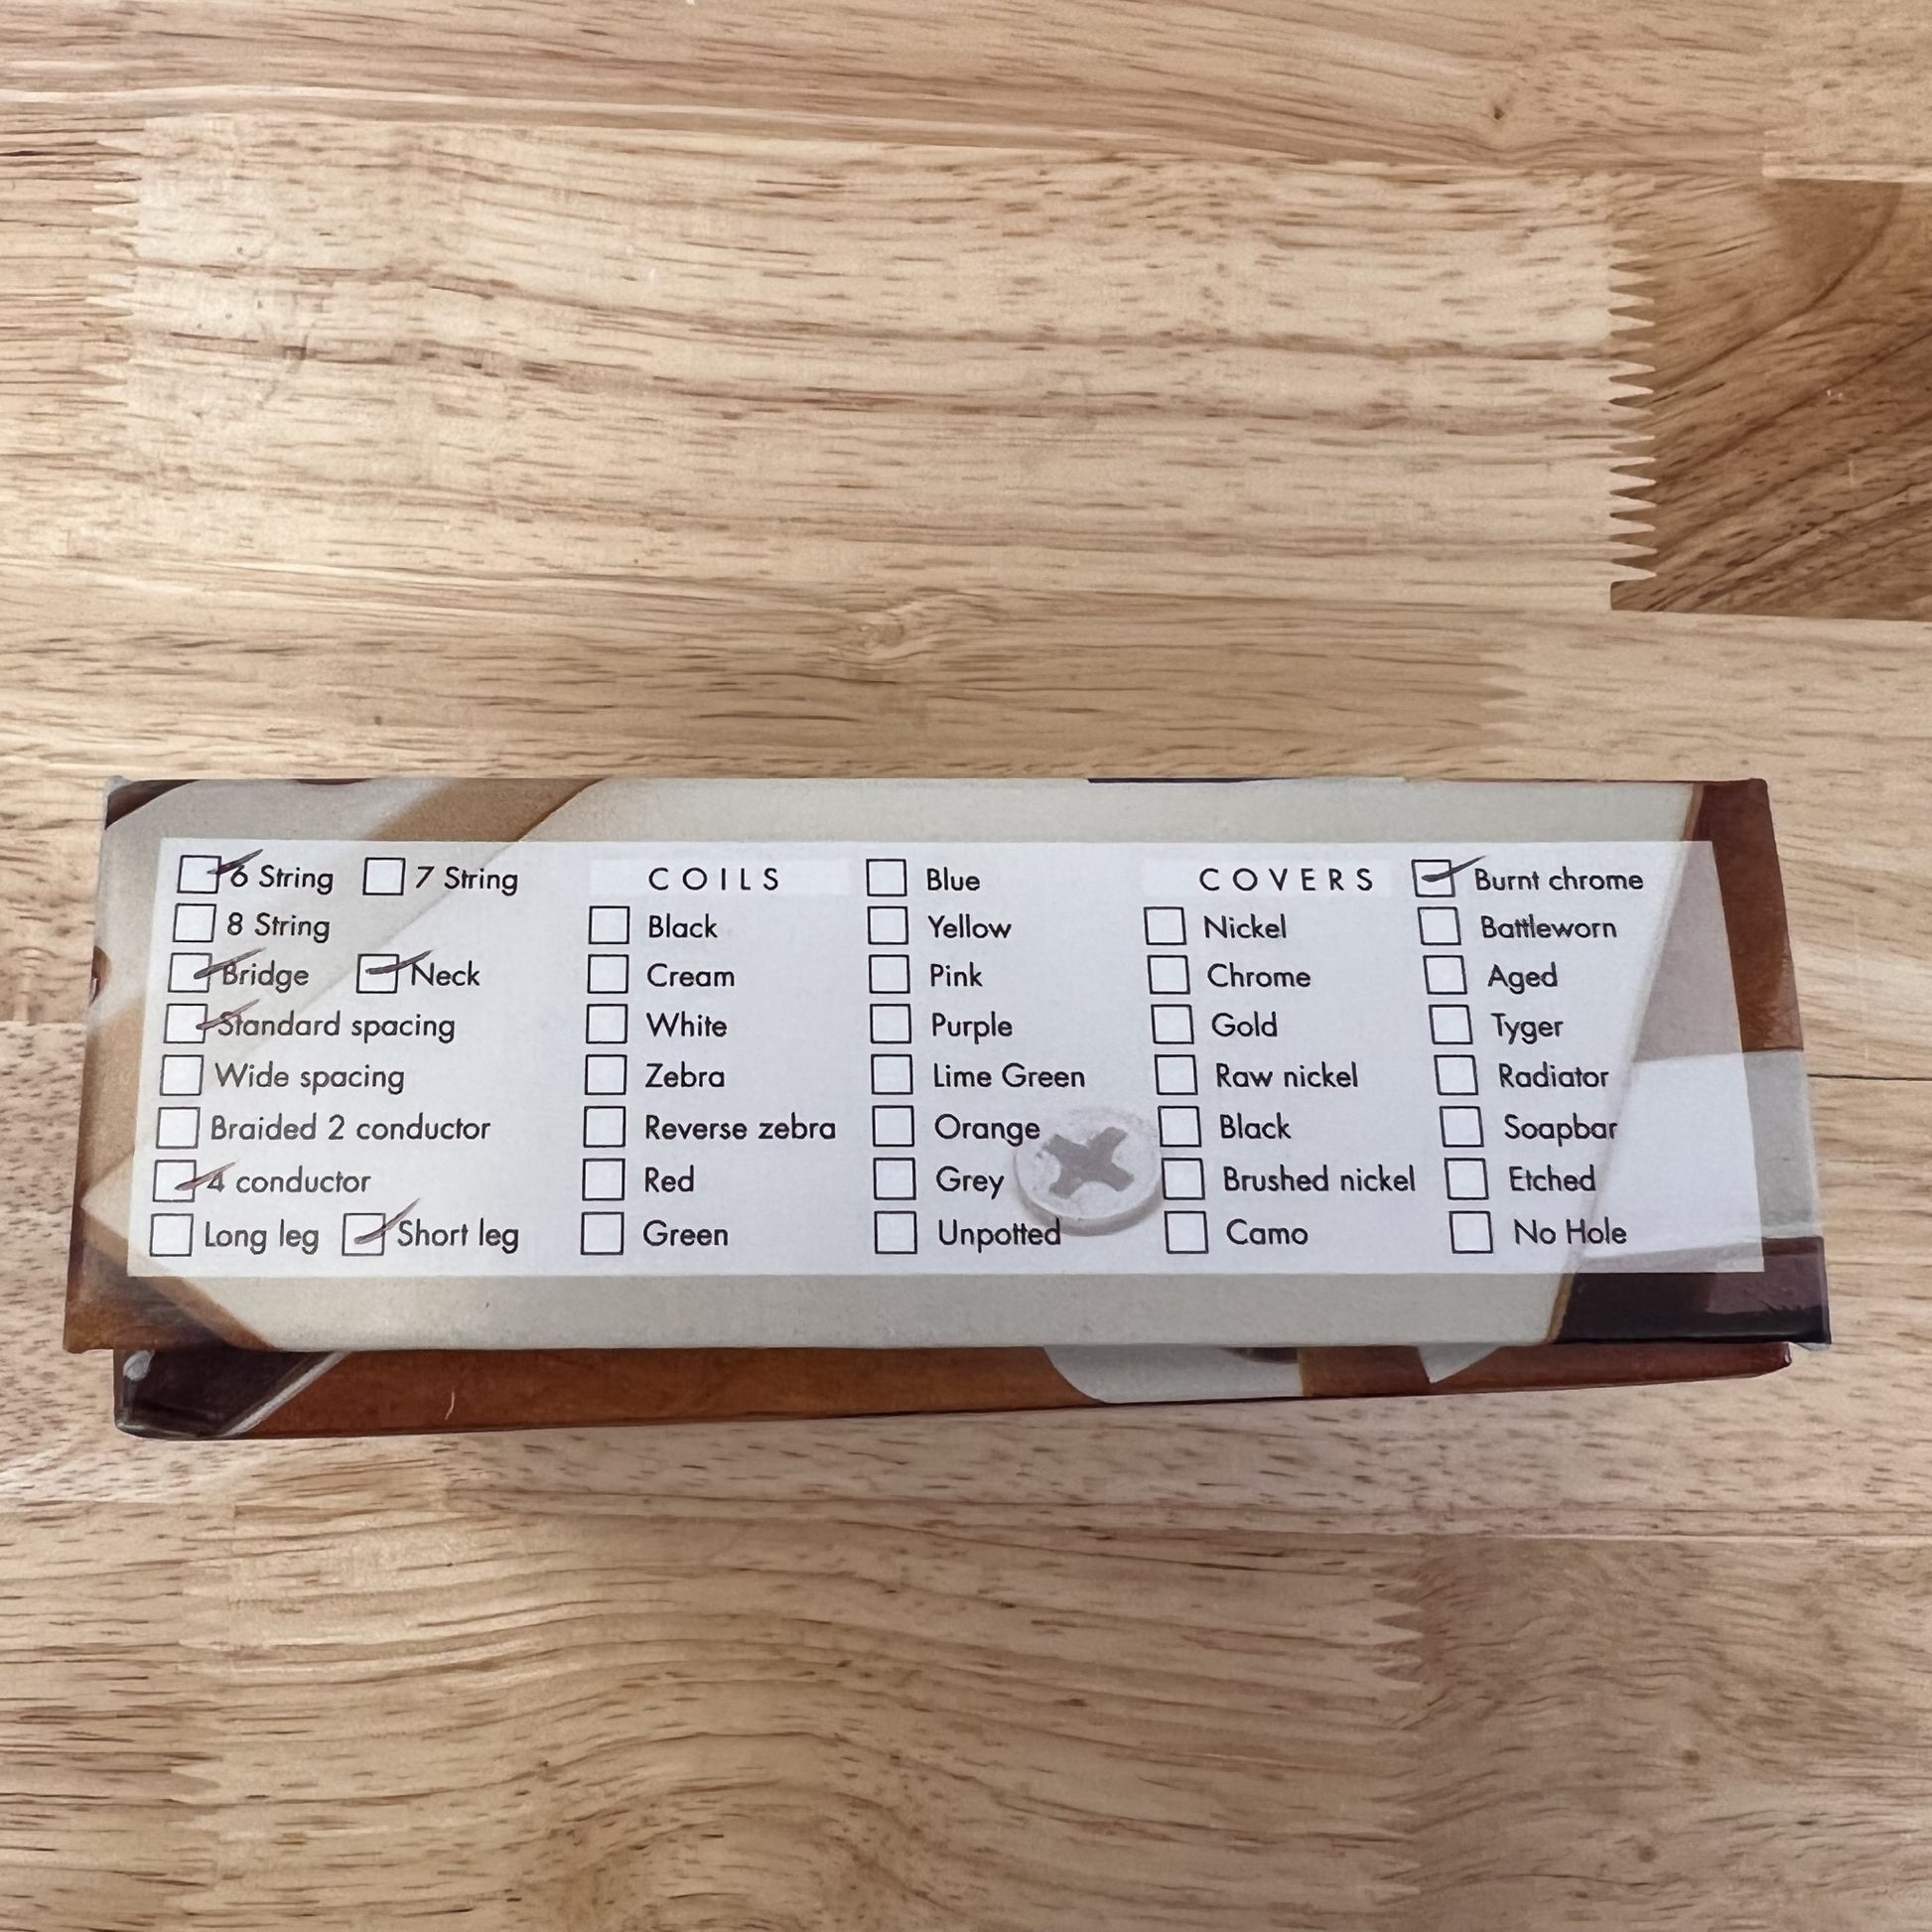 6 String 7 String
8 String
Bridge Neck
Standard spacing
Wide spacing
Braided 2 conductor
4 conductor
Long leg Short leg
COILS
Black
Cream
White
Zebra
Reverse zebra
Red
Green
Blue
Yellow
Pink
Purple
Lime Green
Orange
Grey
Unpotted
COVERS
Nickel
Chrome
Gold
Raw nickel
Black
Brushed nickel
Camo
Burnt chrome
Battleworn
Aged
Tyger
Radiator
Soapbar
Etched
No Hole